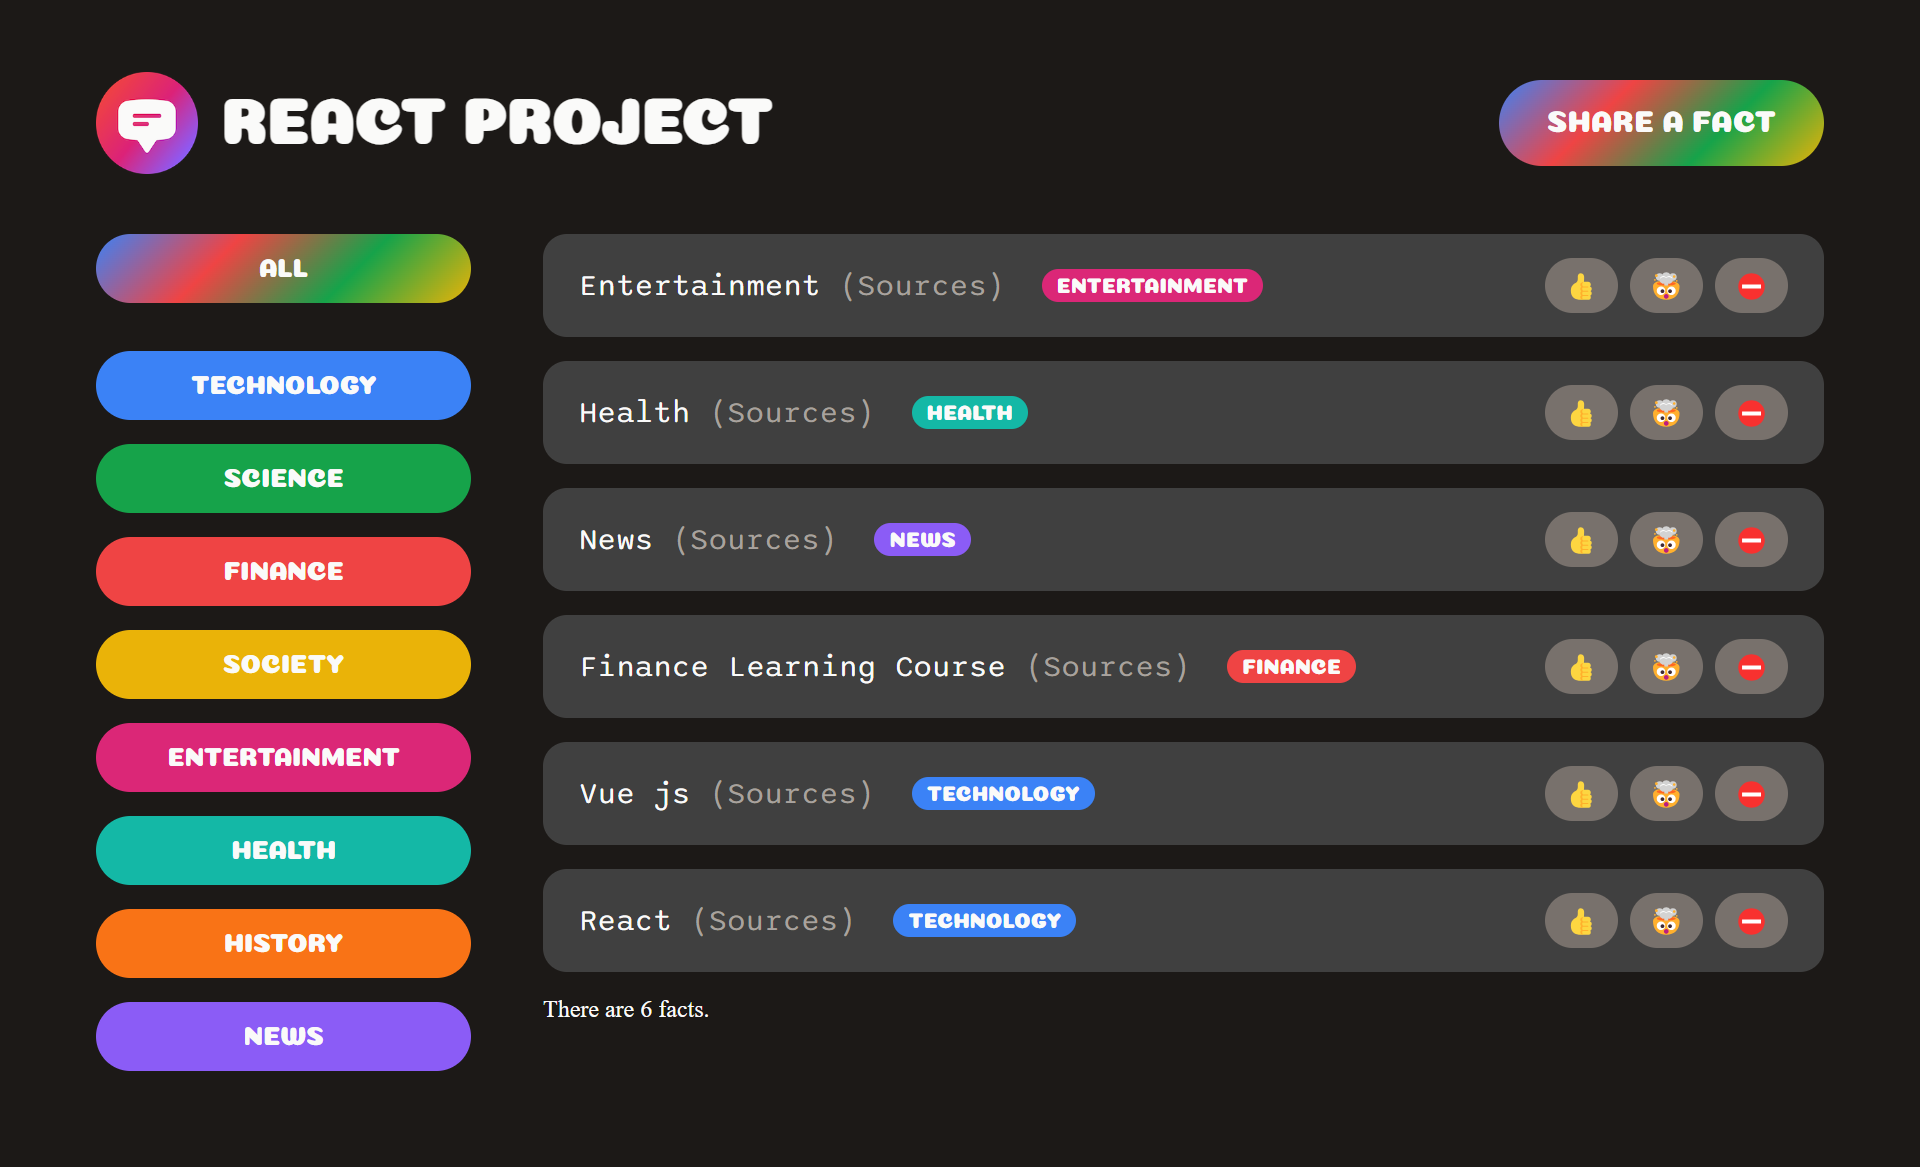 REACT PROJECT
SHARE A FACT
ALL
TECHNOLOGY
SCIENCE
FINANCE
SOCIETY
ENTERTAINMENT
HEALTH
HISTORY
NEWS
Entertainment (Sources) ENTERTAINMENT
Health (Sources) HEALTH
News (Sources) NEWS
Finance Learning Course (Sources) FINANCE
Vue js (Sources) TECHNOLOGY
React (Sources) TECHNOLOGY
There are 6 facts.